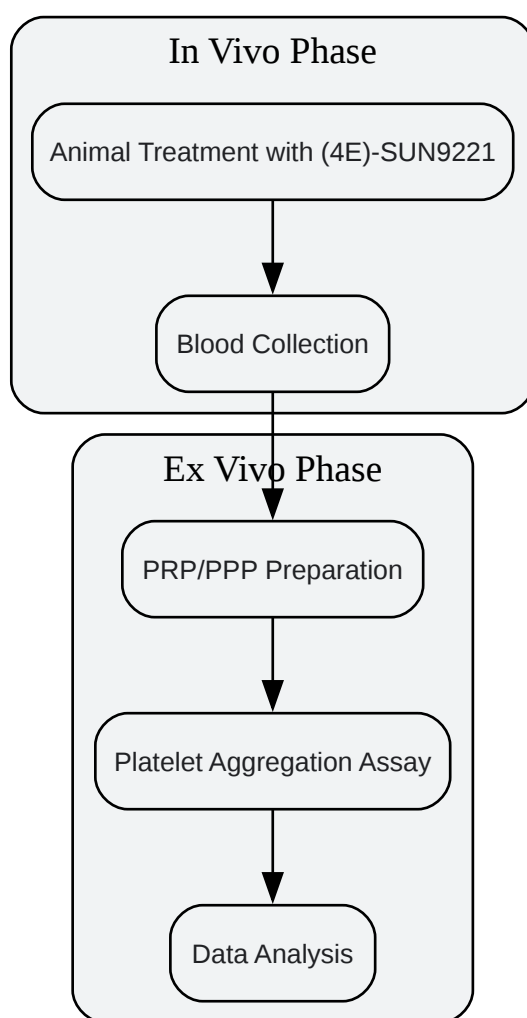 In Vivo Phase
Animal Treatment with (4E)-SUN9221
Blood Collection
Ex Vivo Phase
PRP/PPP Preparation
Platelet Aggregation Assay
Data Analysis